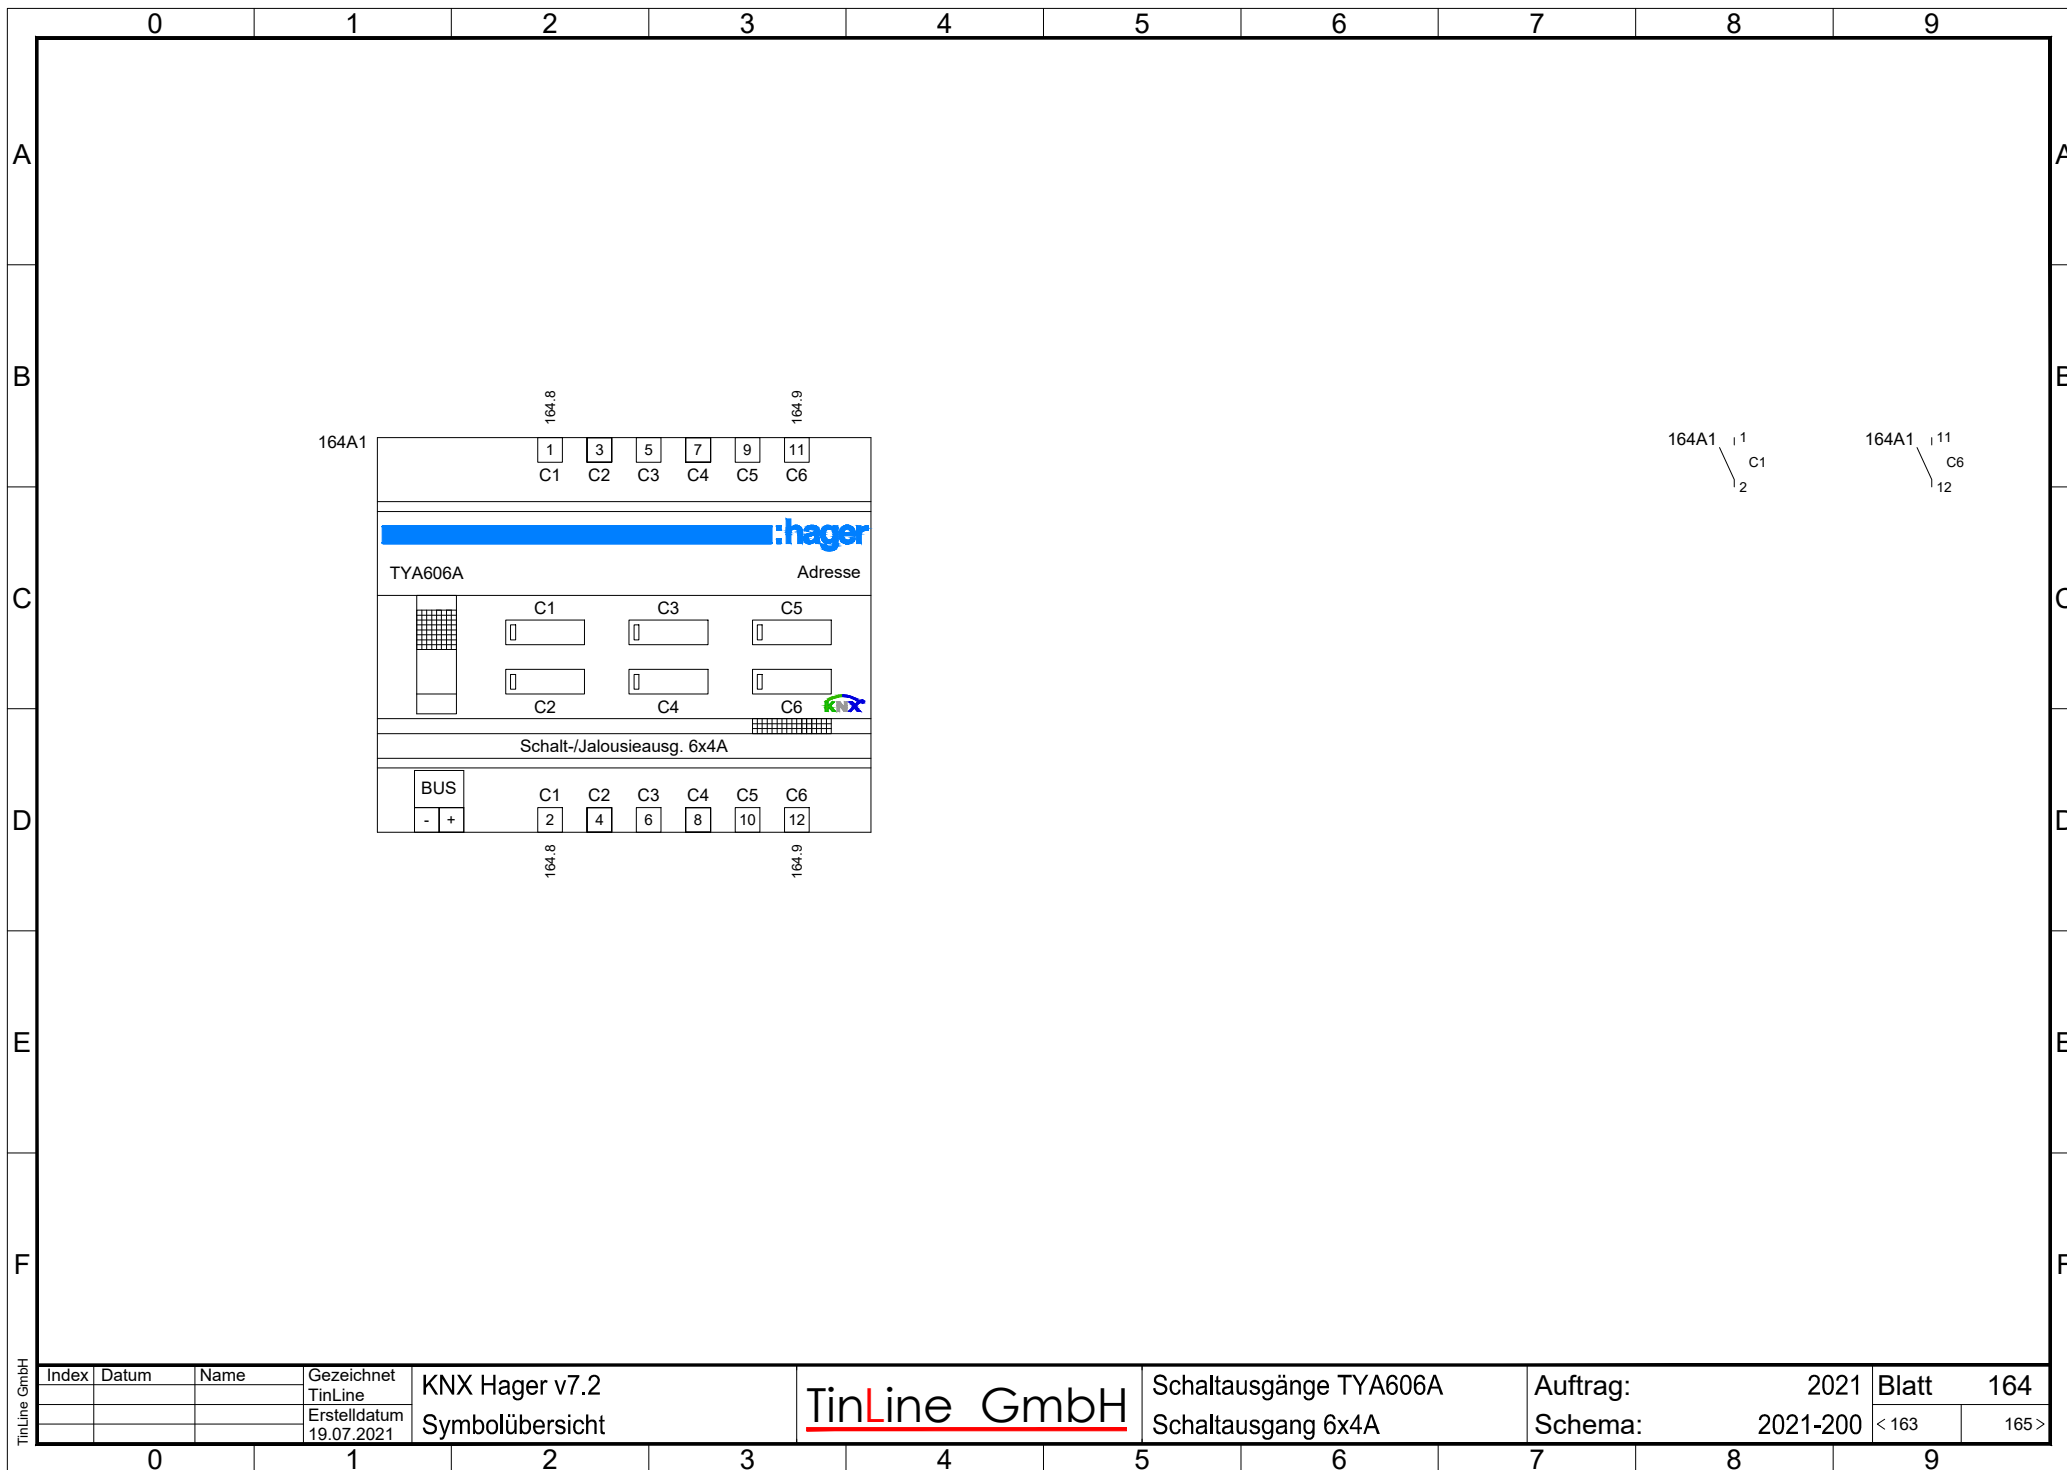 0 1 2 3 4 5 6 7 8 9
A A
B B
164.8 164.9
164A1 1 3 5 7 9 11
C1 C2 C3 C4 C5 C6
164A1 1 C1 2
164A1 11 C6 12
:hager
TYA606A Adresse
C C
C1 C3 C5
C2 C4 C6
KNX
Schalt-/Jalousieausg. 6x4A
BUS
- +
C1 C2 C3 C4 C5 C6
2 4 6 8 10 12
D D
164.8 164.9
E E
F F
TinLine GmbH
Index Datum Name
Gezeichnet
TinLine
Erstelldatum
19.07.2021
KNX Hager v7.2
Symbolübersicht
TinLine GmbH
Schaltausgänge TYA606A
Schaltausgang 6x4A
Auftrag: 2021
Schema: 2021-200
Blatt 164
< 163 165 >
0 1 2 3 4 5 6 7 8 9